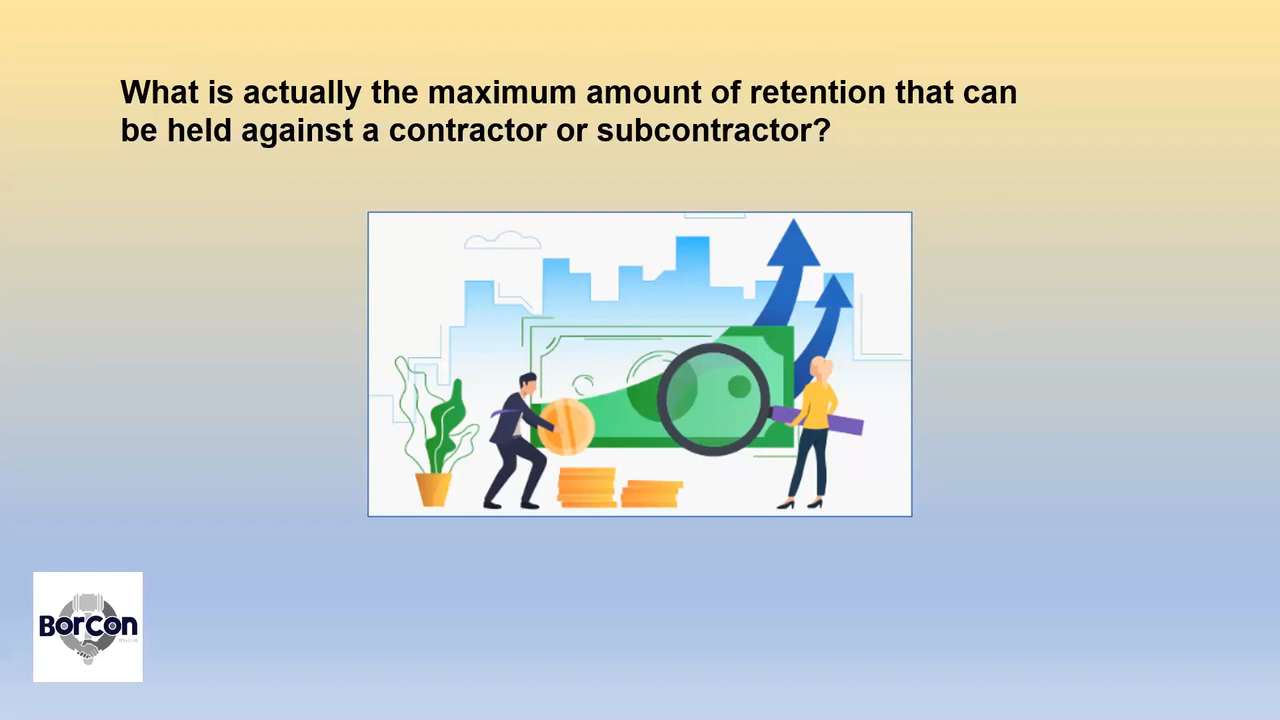 What is actually the maximum amount of retention that can
be held against a contractor or subcontractor?
BorCon